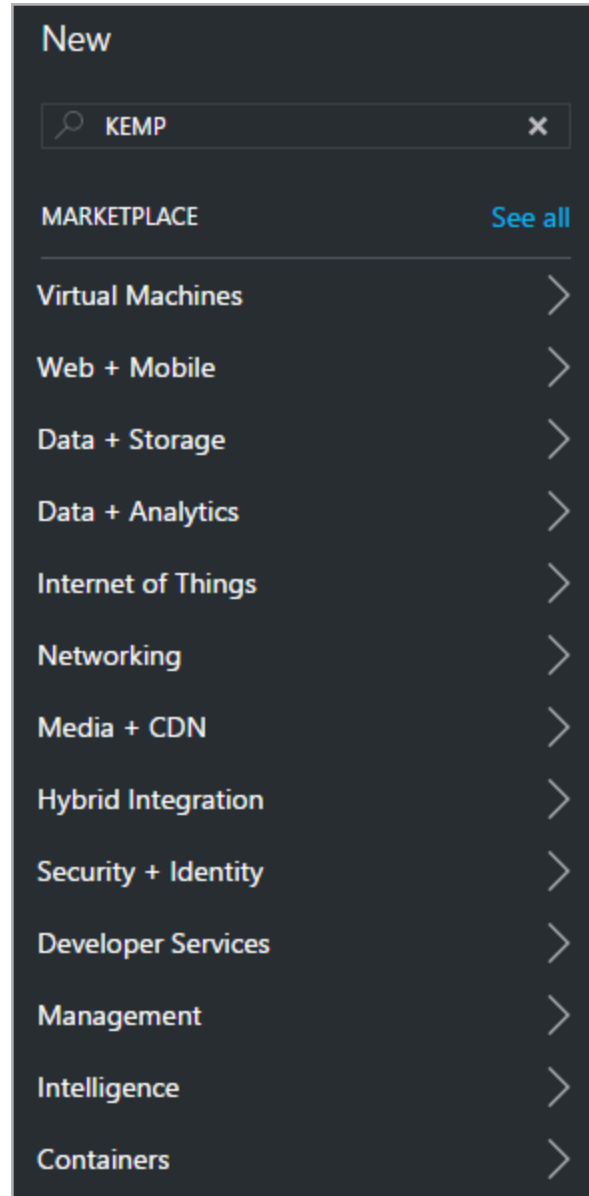 New
KEMP
MARKETPLACE See all
Virtual Machines
Web + Mobile
Data + Storage
Data + Analytics
Internet of Things
Networking
Media + CDN
Hybrid Integration
Security + Identity
Developer Services
Management
Intelligence
Containers